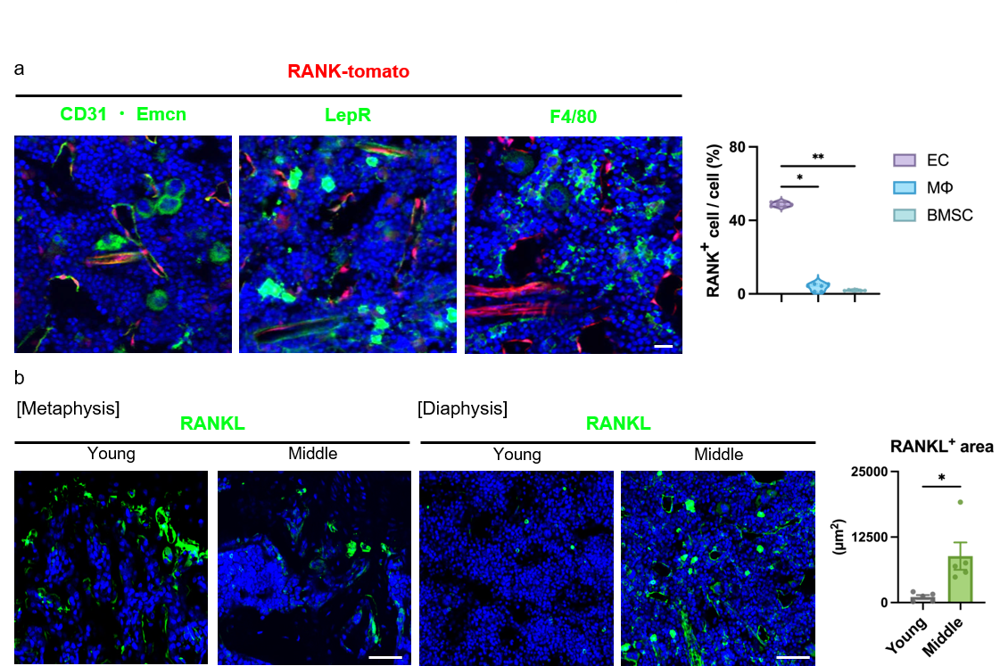 a
RANK-tomato
CD31 ・ Emcn
LepR
F4/80
RANK⁺ cell / cell (%)
80
40
0
**
*
EC
MΦ
BMSC
b
[Metaphysis]
RANKL
Young
Middle
[Diaphysis]
RANKL
Young
Middle
RANKL⁺ area
(μm²)
25000
12500
0
*
Young
Middle